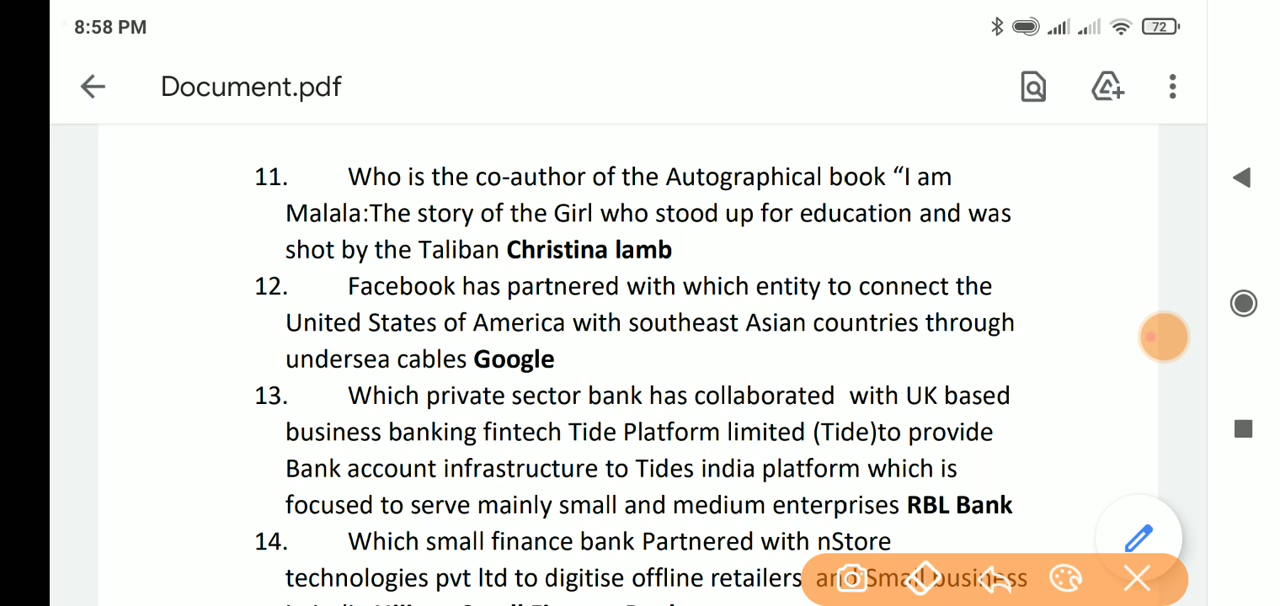 8:58 PM
72
Document.pdf
11. Who is the co-author of the Autographical book “I am
Malala:The story of the Girl who stood up for education and was
shot by the Taliban Christina lamb
12. Facebook has partnered with which entity to connect the
United States of America with southeast Asian countries through
undersea cables Google
13. Which private sector bank has collaborated with UK based
business banking fintech Tide Platform limited (Tide)to provide
Bank account infrastructure to Tides india platform which is
focused to serve mainly small and medium enterprises RBL Bank
14. Which small finance bank Partnered with nStore
technologies pvt ltd to digitise offline retailers and Small business